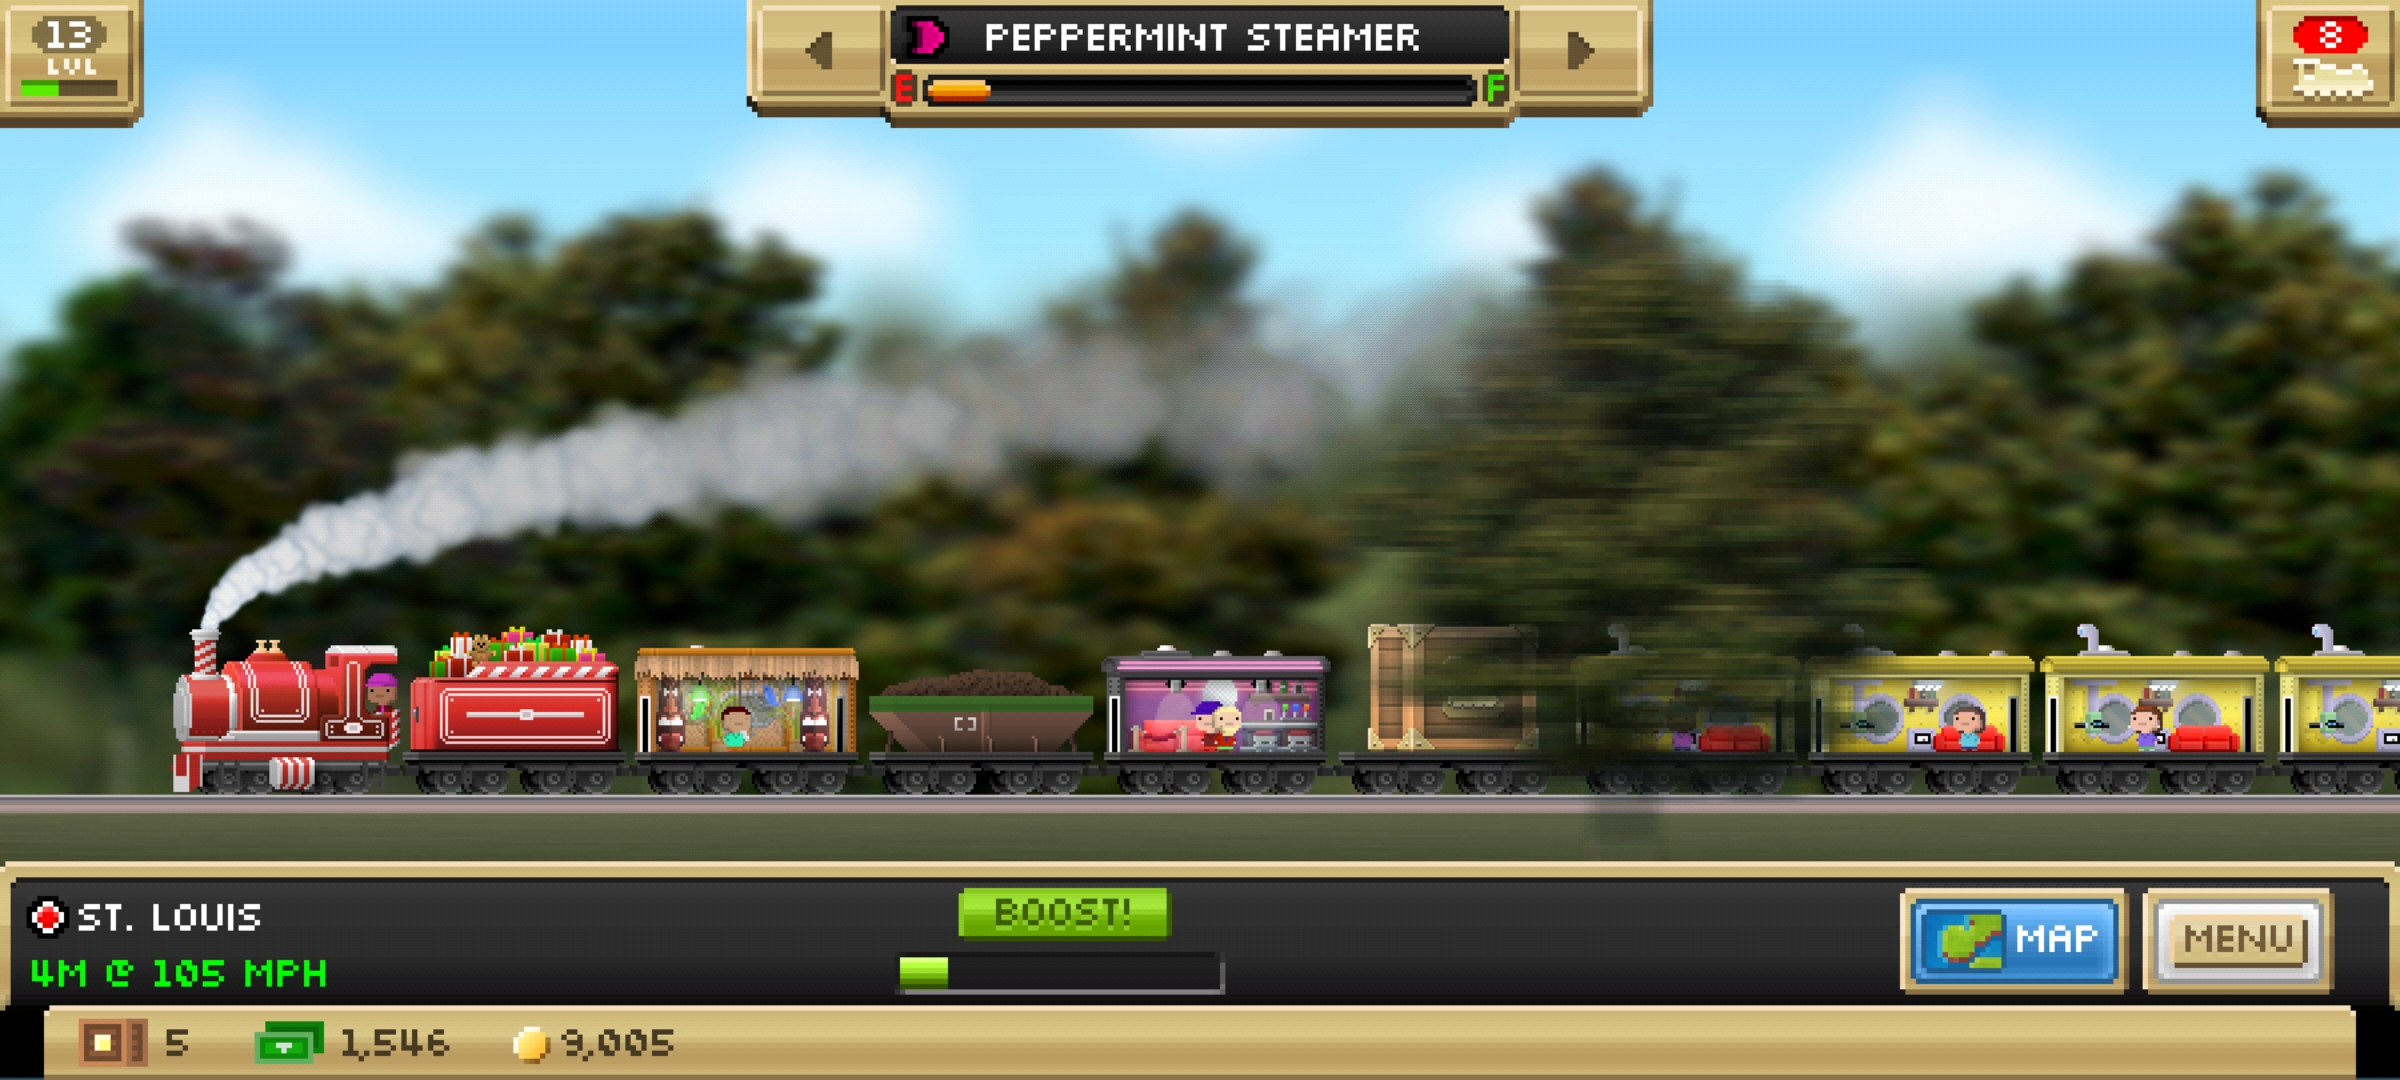 13
LVL
PEPPERMINT STEAMER
E F
8
ST. LOUIS
4M @ 105 MPH
BOOST!
MAP
MENU
5 1,546 9,005